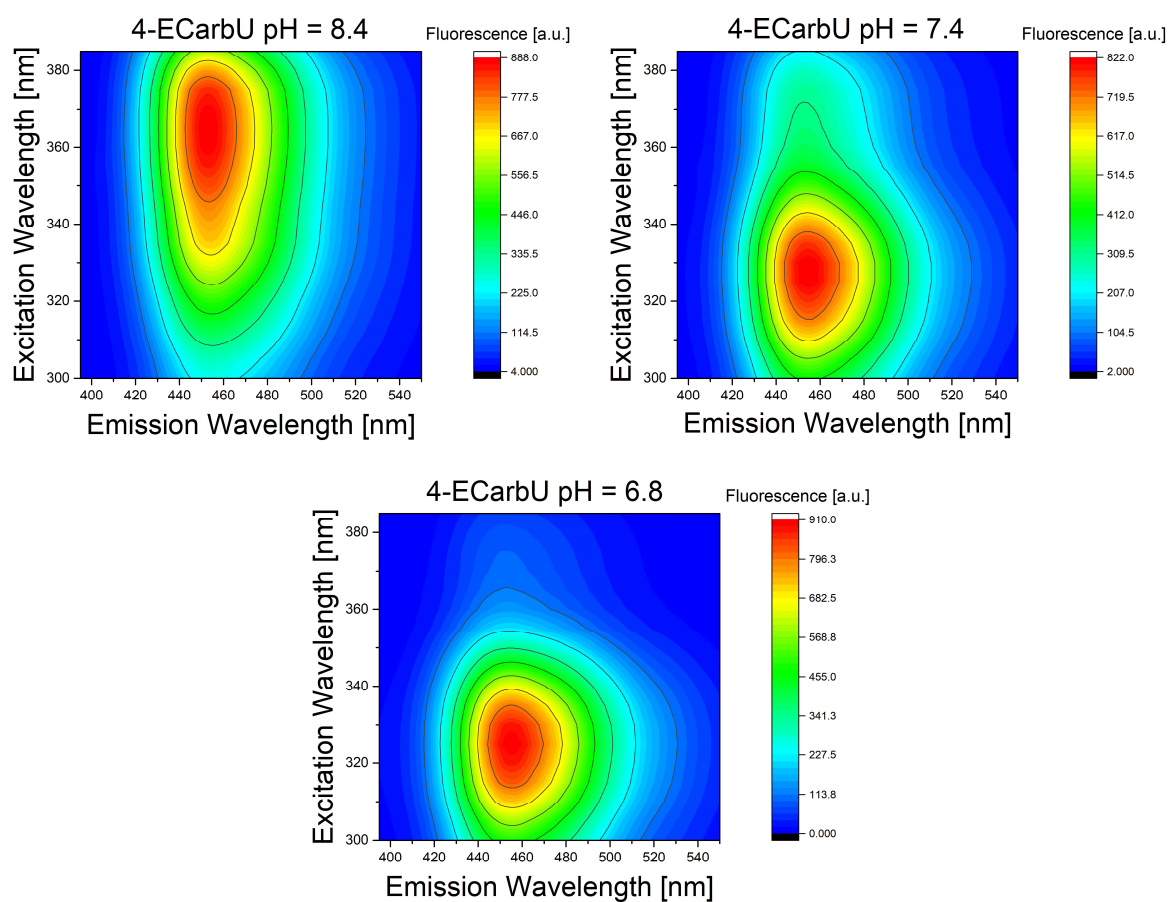 4-ECarbU pH = 8.4
Fluorescence [a.u.]
888.0
777.5
667.0
556.5
446.0
335.5
225.0
114.5
4.000
Excitation Wavelength [nm]
380
360
340
320
300
400 420 440 460 480 500 520 540
Emission Wavelength [nm]
4-ECarbU pH = 7.4
Fluorescence [a.u.]
822.0
719.5
617.0
514.5
412.0
309.5
207.0
104.5
2.000
Excitation Wavelength [nm]
380
360
340
320
300
400 420 440 460 480 500 520 540
Emission Wavelength [nm]
4-ECarbU pH = 6.8
Fluorescence [a.u.]
910.0
796.3
682.5
568.8
455.0
341.3
227.5
113.8
0.000
Excitation Wavelength [nm]
380
360
340
320
300
400 420 440 460 480 500 520 540
Emission Wavelength [nm]